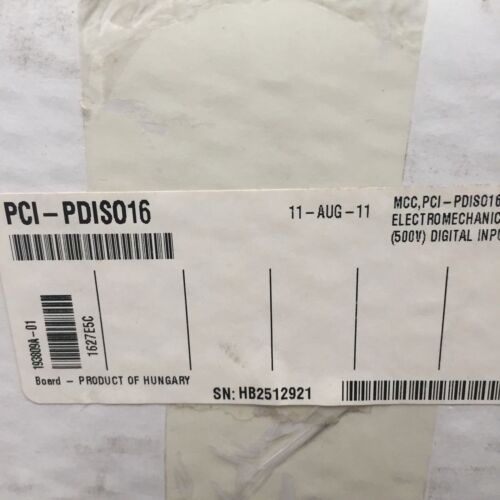 PCI-PDISO16
11-AUG-11
MCC,PCI-PDISO16
ELECTROMECHANIC
(500V) DIGITAL INPU
193809A-01
1627E5C
Board - PRODUCT OF HUNGARY
SN: HB2512921